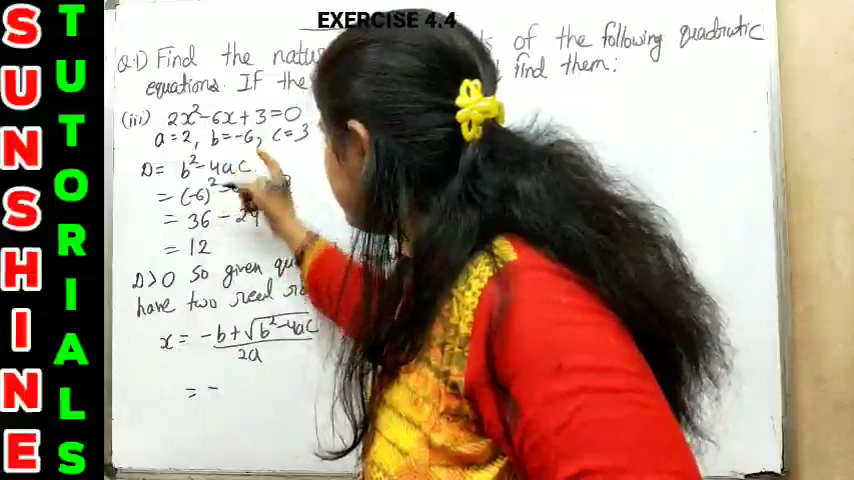 SUNSHINE
TUTORIALS
EXERCISE 4.4
Q.1) Find the of the following quadratic
equations. If the find them:
(iii) 2x²-6x+3=0
a=2, b=-6, c=3
D= b²-4ac
= (-6)²-
= 36-24
= 12
D>0 so given
have two real
x = -b+√b²-4ac
2a
= -